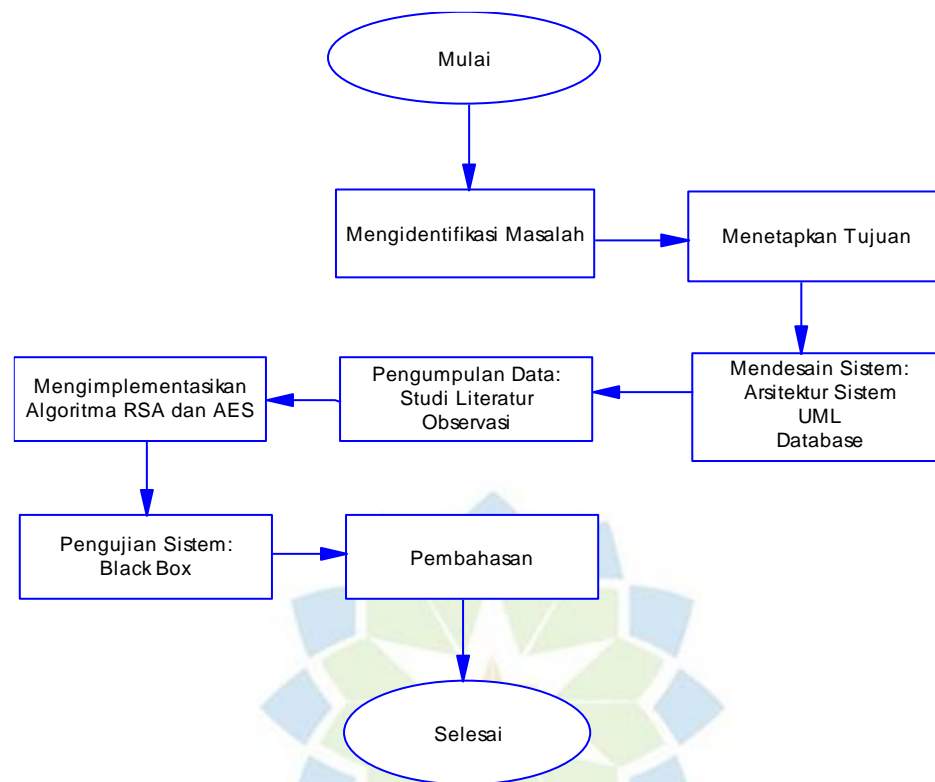 Mulai
Mengidentifikasi Masalah
Menetapkan Tujuan
Mendesain Sistem:
Arsitektur Sistem
UML
Database
Pengumpulan Data:
Studi Literatur
Observasi
Mengimplementasikan
Algoritma RSA dan AES
Pengujian Sistem:
Black Box
Pembahasan
Selesai